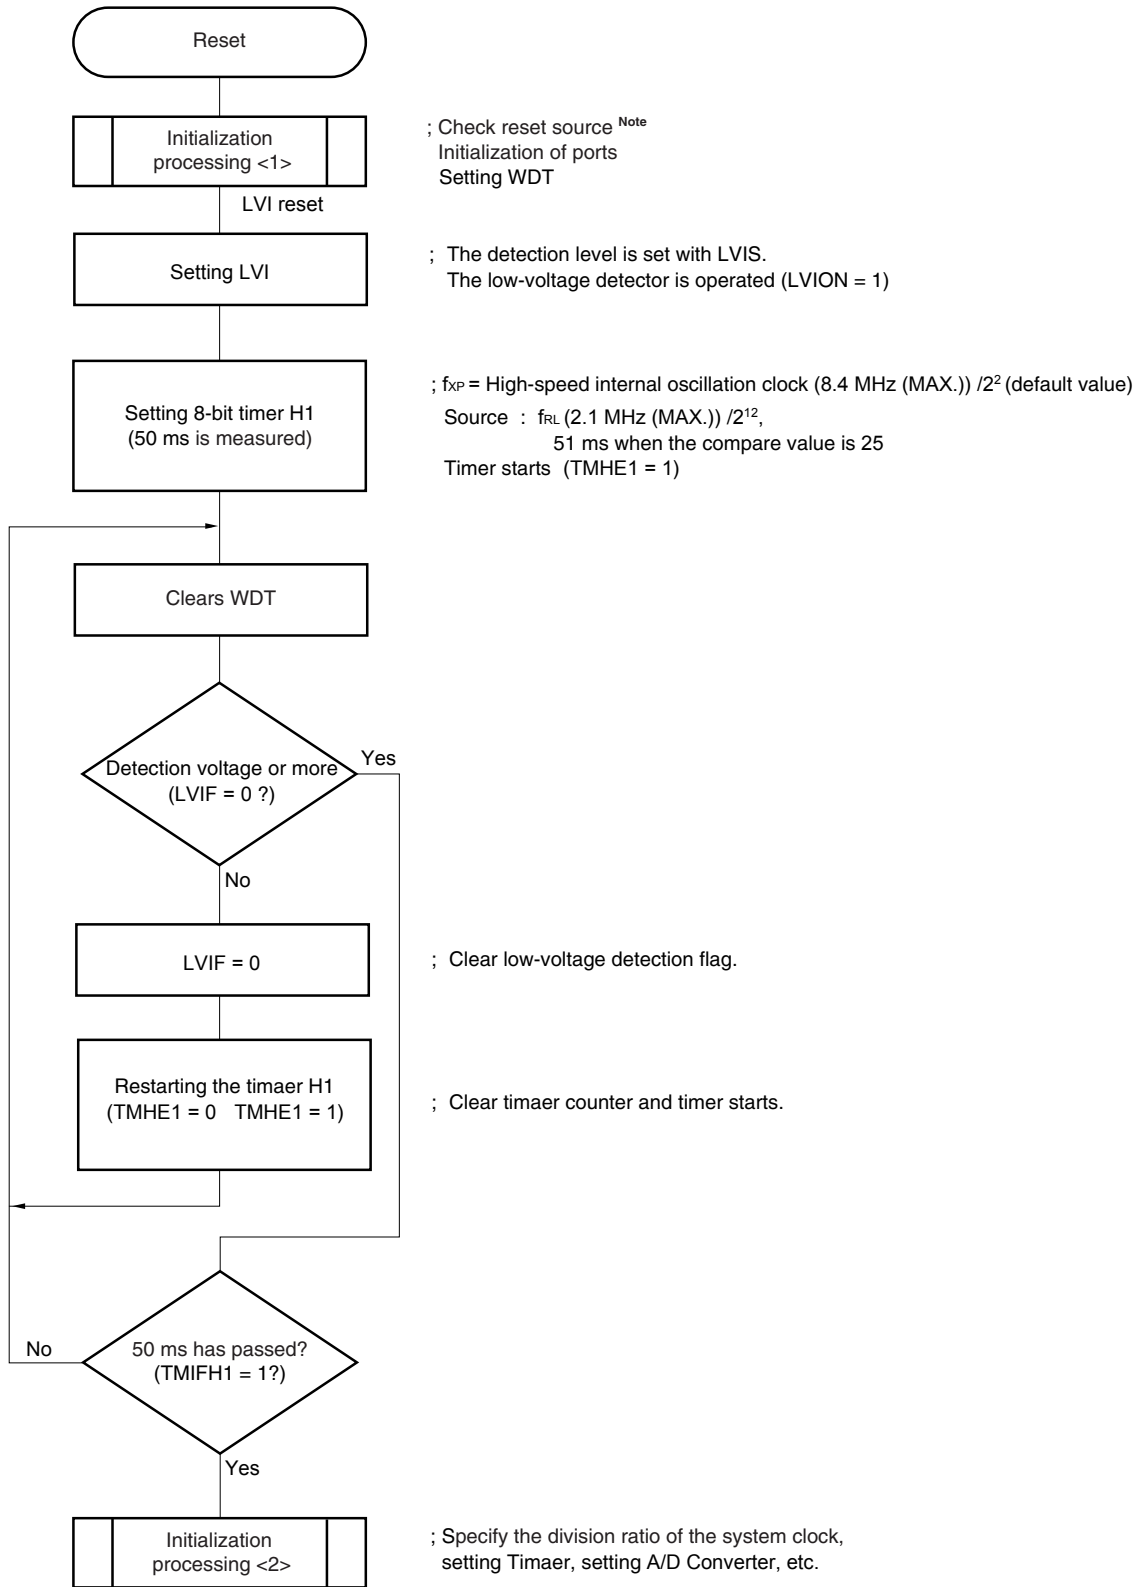 Reset
Initialization
processing <1>
; Check reset source Note
Initialization of ports
Setting WDT
LVI reset
Setting LVI
; The detection level is set with LVIS.
The low-voltage detector is operated (LVION = 1)
Setting 8-bit timer H1
(50 ms is measured)
; fXP = High-speed internal oscillation clock (8.4 MHz (MAX.)) /2² (default value)
Source : fRL (2.1 MHz (MAX.)) /2¹²,
51 ms when the compare value is 25
Timer starts (TMHE1 = 1)
Clears WDT
Detection voltage or more
(LVIF = 0 ?)
Yes
No
LVIF = 0
; Clear low-voltage detection flag.
Restarting the timaer H1
(TMHE1 = 0 TMHE1 = 1)
; Clear timaer counter and timer starts.
No
50 ms has passed?
(TMIFH1 = 1?)
Yes
Initialization
processing <2>
; Specify the division ratio of the system clock,
setting Timaer, setting A/D Converter, etc.